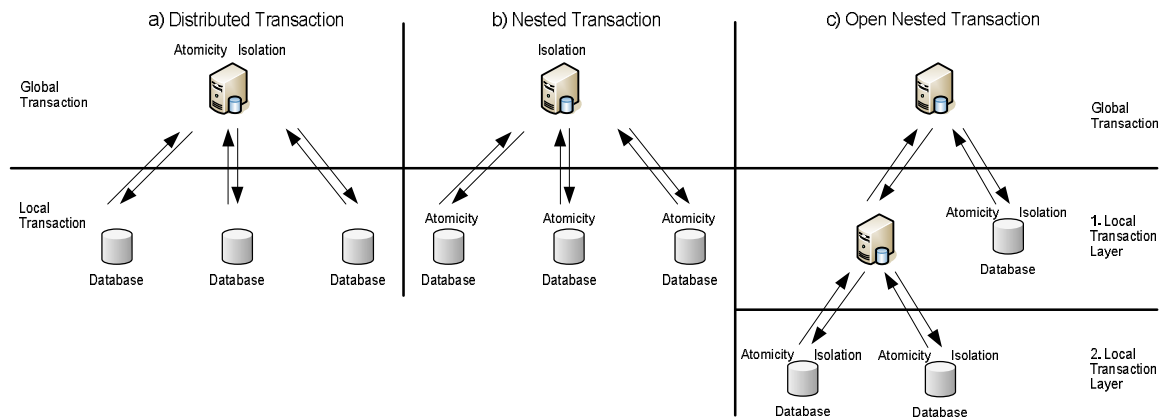 a) Distributed Transaction
b) Nested Transaction
c) Open Nested Transaction
Atomicity Isolation
Isolation
Global
Transaction
Global
Transaction
Local
Transaction
Atomicity
Atomicity
Atomicity
Atomicity
Isolation
1. Local
Transaction
Layer
Database
Database
Database
Database
Database
Database
Database
Atomicity
Isolation
Atomicity
Isolation
2. Local
Transaction
Layer
Database
Database